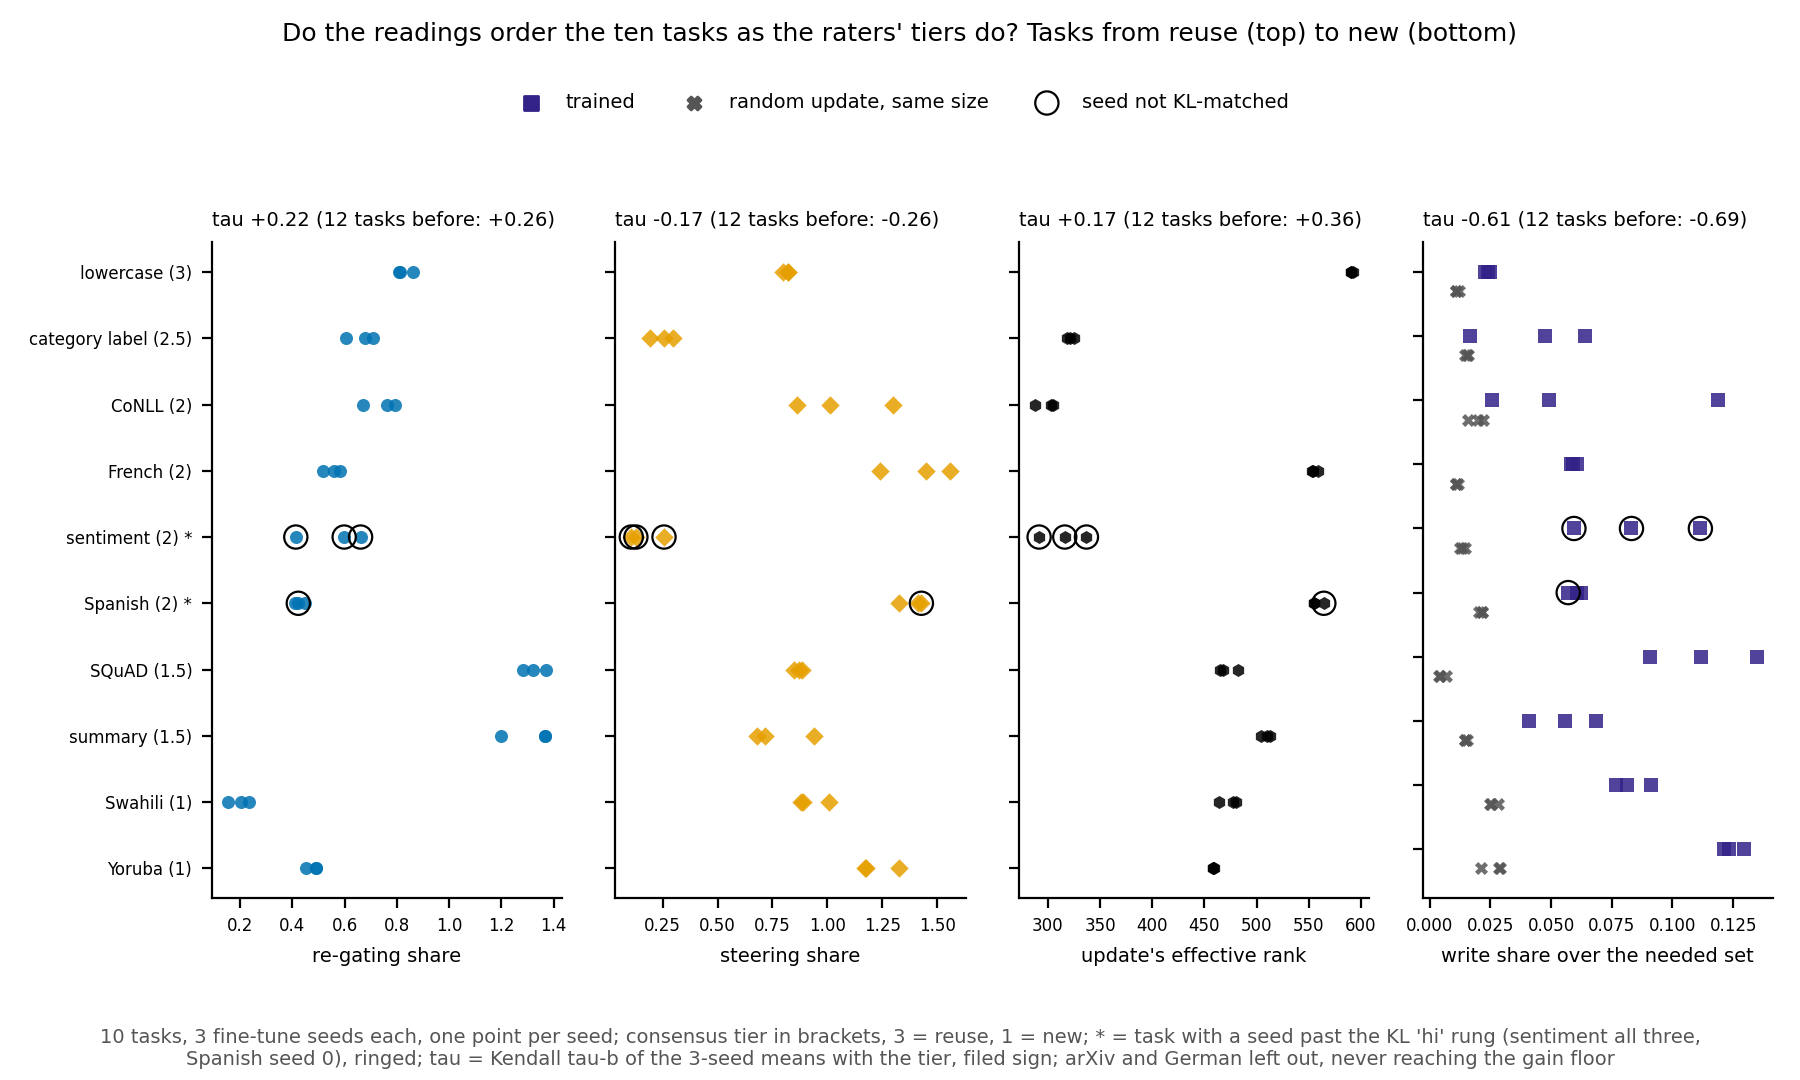 Do the readings order the ten tasks as the raters' tiers do? Tasks from reuse (top) to new (bottom)
trained
random update, same size
seed not KL-matched
tau +0.22 (12 tasks before: +0.26)
tau -0.17 (12 tasks before: -0.26)
tau +0.17 (12 tasks before: +0.36)
tau -0.61 (12 tasks before: -0.69)
lowercase (3)
category label (2.5)
CoNLL (2)
French (2)
sentiment (2) *
Spanish (2) *
SQuAD (1.5)
summary (1.5)
Swahili (1)
Yoruba (1)
0.2 0.4 0.6 0.8 1.0 1.2 1.4
0.25 0.50 0.75 1.00 1.25 1.50
300 350 400 450 500 550 600
0.000 0.025 0.050 0.075 0.100 0.125
re-gating share
steering share
update's effective rank
write share over the needed set
10 tasks, 3 fine-tune seeds each, one point per seed; consensus tier in brackets, 3 = reuse, 1 = new; * = task with a seed past the KL 'hi' rung (sentiment all three,
Spanish seed 0), ringed; tau = Kendall tau-b of the 3-seed means with the tier, filed sign; arXiv and German left out, never reaching the gain floor